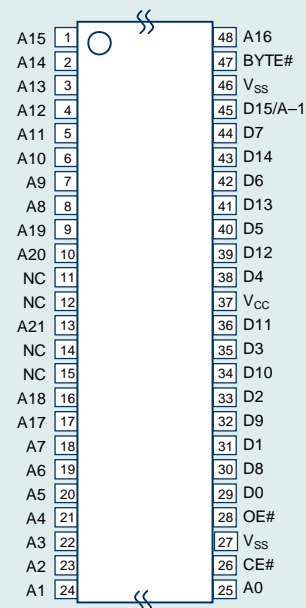 A15 1 48 A16
A14 2 47 BYTE#
A13 3 46 VSS
A12 4 45 D15/A–1
A11 5 44 D7
A10 6 43 D14
A9 7 42 D6
A8 8 41 D13
A19 9 40 D5
A20 10 39 D12
NC 11 38 D4
NC 12 37 VCC
A21 13 36 D11
NC 14 35 D3
NC 15 34 D10
A18 16 33 D2
A17 17 32 D9
A7 18 31 D1
A6 19 30 D8
A5 20 29 D0
A4 21 28 OE#
A3 22 27 VSS
A2 23 26 CE#
A1 24 25 A0